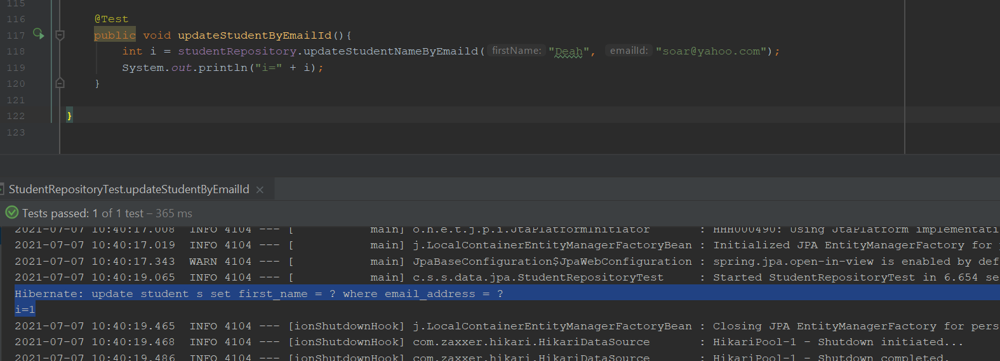 115
116 @Test
117 public void updateStudentByEmailId(){
118 int i = studentRepository.updateStudentNameByEmaild( firstName: "Deah", emailId: "soar@yahoo.com");
119 System.out.println("i=" + i);
120 }
121
122 }
123
StudentRepositoryTest.updateStudentByEmailId ×
Tests passed: 1 of 1 test – 365 ms
2021-07-07 10:40:17.008 INFO 4104 --- [ main] o.h.e.t.j.p.i.JtaPlatformInitiator : HHH000490: Using JtaPlatform implementati
2021-07-07 10:40:17.019 INFO 4104 --- [ main] j.LocalContainerEntityManagerFactoryBean : Initialized JPA EntityManagerFactory for
2021-07-07 10:40:17.343 WARN 4104 --- [ main] JpaBaseConfiguration$JpaWebConfiguration : spring.jpa.open-in-view is enabled by def
2021-07-07 10:40:19.065 INFO 4104 --- [ main] c.s.s.data.jpa.StudentRepositoryTest : Started StudentRepositoryTest in 6.654 se
Hibernate: update student s set first_name = ? where email_address = ?
i=1
2021-07-07 10:40:19.465 INFO 4104 --- [ionShutdownHook] j.LocalContainerEntityManagerFactoryBean : Closing JPA EntityManagerFactory for pers
2021-07-07 10:40:19.468 INFO 4104 --- [ionShutdownHook] com.zaxxer.hikari.HikariDataSource : HikariPool-1 - Shutdown initiated...
2021-07-07 10:40:19.486 INFO 4104 --- [ionShutdownHook] com.zaxxer.hikari.HikariDataSource : HikariPool-1 - Shutdown completed.